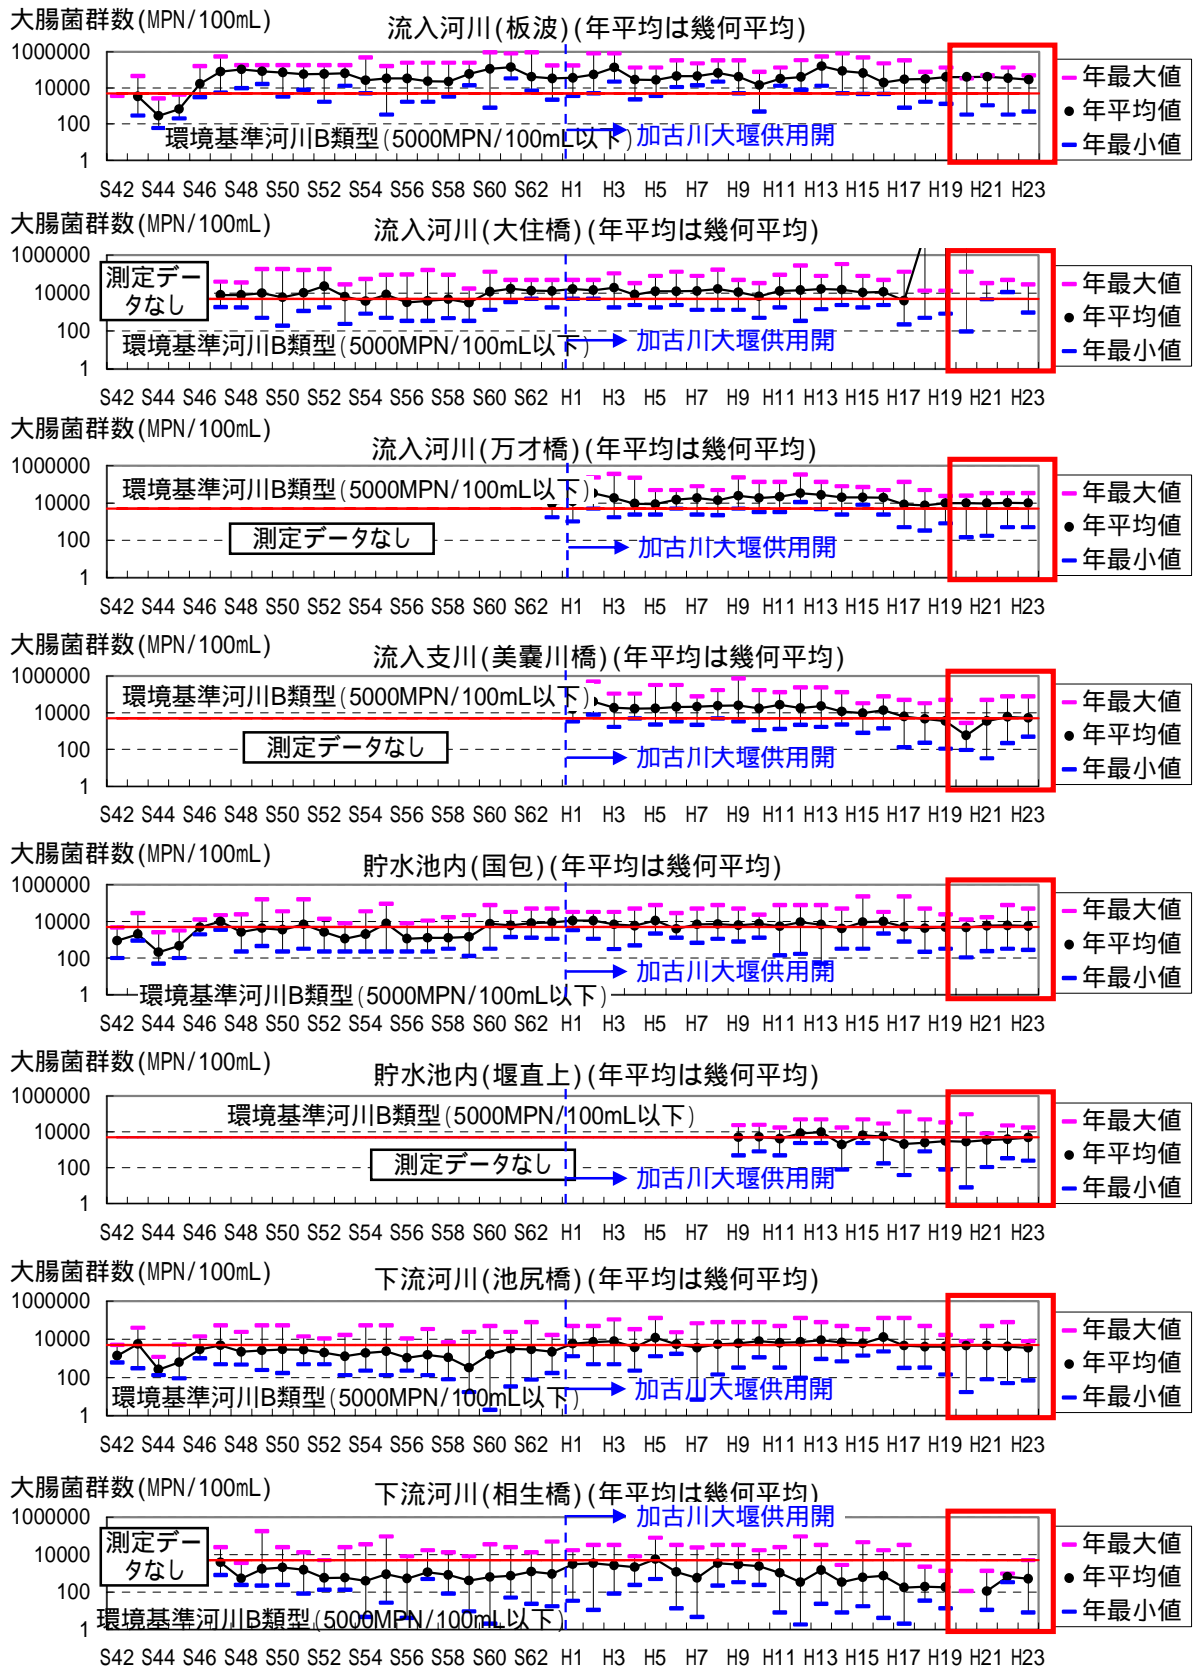 大腸菌群数(MPN/100mL)
流入河川(板波)(年平均は幾何平均)
1000000
10000
100
1
環境基準河川B類型(5000MPN/100mL以下)
加古川大堰供用開
年最大値
年平均値
年最小値
S42 S44 S46 S48 S50 S52 S54 S56 S58 S60 S62 H1 H3 H5 H7 H9 H11 H13 H15 H17 H19 H21 H23
大腸菌群数(MPN/100mL)
流入河川(大住橋)(年平均は幾何平均)
1000000
10000
100
1
測定デー
タなし
環境基準河川B類型(5000MPN/100mL以下)
加古川大堰供用開
年最大値
年平均値
年最小値
S42 S44 S46 S48 S50 S52 S54 S56 S58 S60 S62 H1 H3 H5 H7 H9 H11 H13 H15 H17 H19 H21 H23
大腸菌群数(MPN/100mL)
流入河川(万才橋)(年平均は幾何平均)
1000000
10000
100
1
環境基準河川B類型(5000MPN/100mL以下)
測定データなし
加古川大堰供用開
年最大値
年平均値
年最小値
S42 S44 S46 S48 S50 S52 S54 S56 S58 S60 S62 H1 H3 H5 H7 H9 H11 H13 H15 H17 H19 H21 H23
大腸菌群数(MPN/100mL)
流入支川(美嚢川橋)(年平均は幾何平均)
1000000
10000
100
1
環境基準河川B類型(5000MPN/100mL以下)
測定データなし
加古川大堰供用開
年最大値
年平均値
年最小値
S42 S44 S46 S48 S50 S52 S54 S56 S58 S60 S62 H1 H3 H5 H7 H9 H11 H13 H15 H17 H19 H21 H23
大腸菌群数(MPN/100mL)
貯水池内(国包)(年平均は幾何平均)
1000000
10000
100
1
加古川大堰供用開
環境基準河川B類型(5000MPN/100mL以下)
年最大値
年平均値
年最小値
S42 S44 S46 S48 S50 S52 S54 S56 S58 S60 S62 H1 H3 H5 H7 H9 H11 H13 H15 H17 H19 H21 H23
大腸菌群数(MPN/100mL)
貯水池内(堰直上)(年平均は幾何平均)
1000000
10000
100
1
環境基準河川B類型(5000MPN/100mL以下)
測定データなし
加古川大堰供用開
年最大値
年平均値
年最小値
S42 S44 S46 S48 S50 S52 S54 S56 S58 S60 S62 H1 H3 H5 H7 H9 H11 H13 H15 H17 H19 H21 H23
大腸菌群数(MPN/100mL)
下流河川(池尻橋)(年平均は幾何平均)
1000000
10000
100
1
環境基準河川B類型(5000MPN/100mL以下)
加古川大堰供用開
年最大値
年平均値
年最小値
S42 S44 S46 S48 S50 S52 S54 S56 S58 S60 S62 H1 H3 H5 H7 H9 H11 H13 H15 H17 H19 H21 H23
大腸菌群数(MPN/100mL)
下流河川(相生橋)(年平均は幾何平均)
加古川大堰供用開
1000000
10000
100
1
測定デー
タなし
環境基準河川B類型(5000MPN/100mL以下)
年最大値
年平均値
年最小値
S42 S44 S46 S48 S50 S52 S54 S56 S58 S60 S62 H1 H3 H5 H7 H9 H11 H13 H15 H17 H19 H21 H23